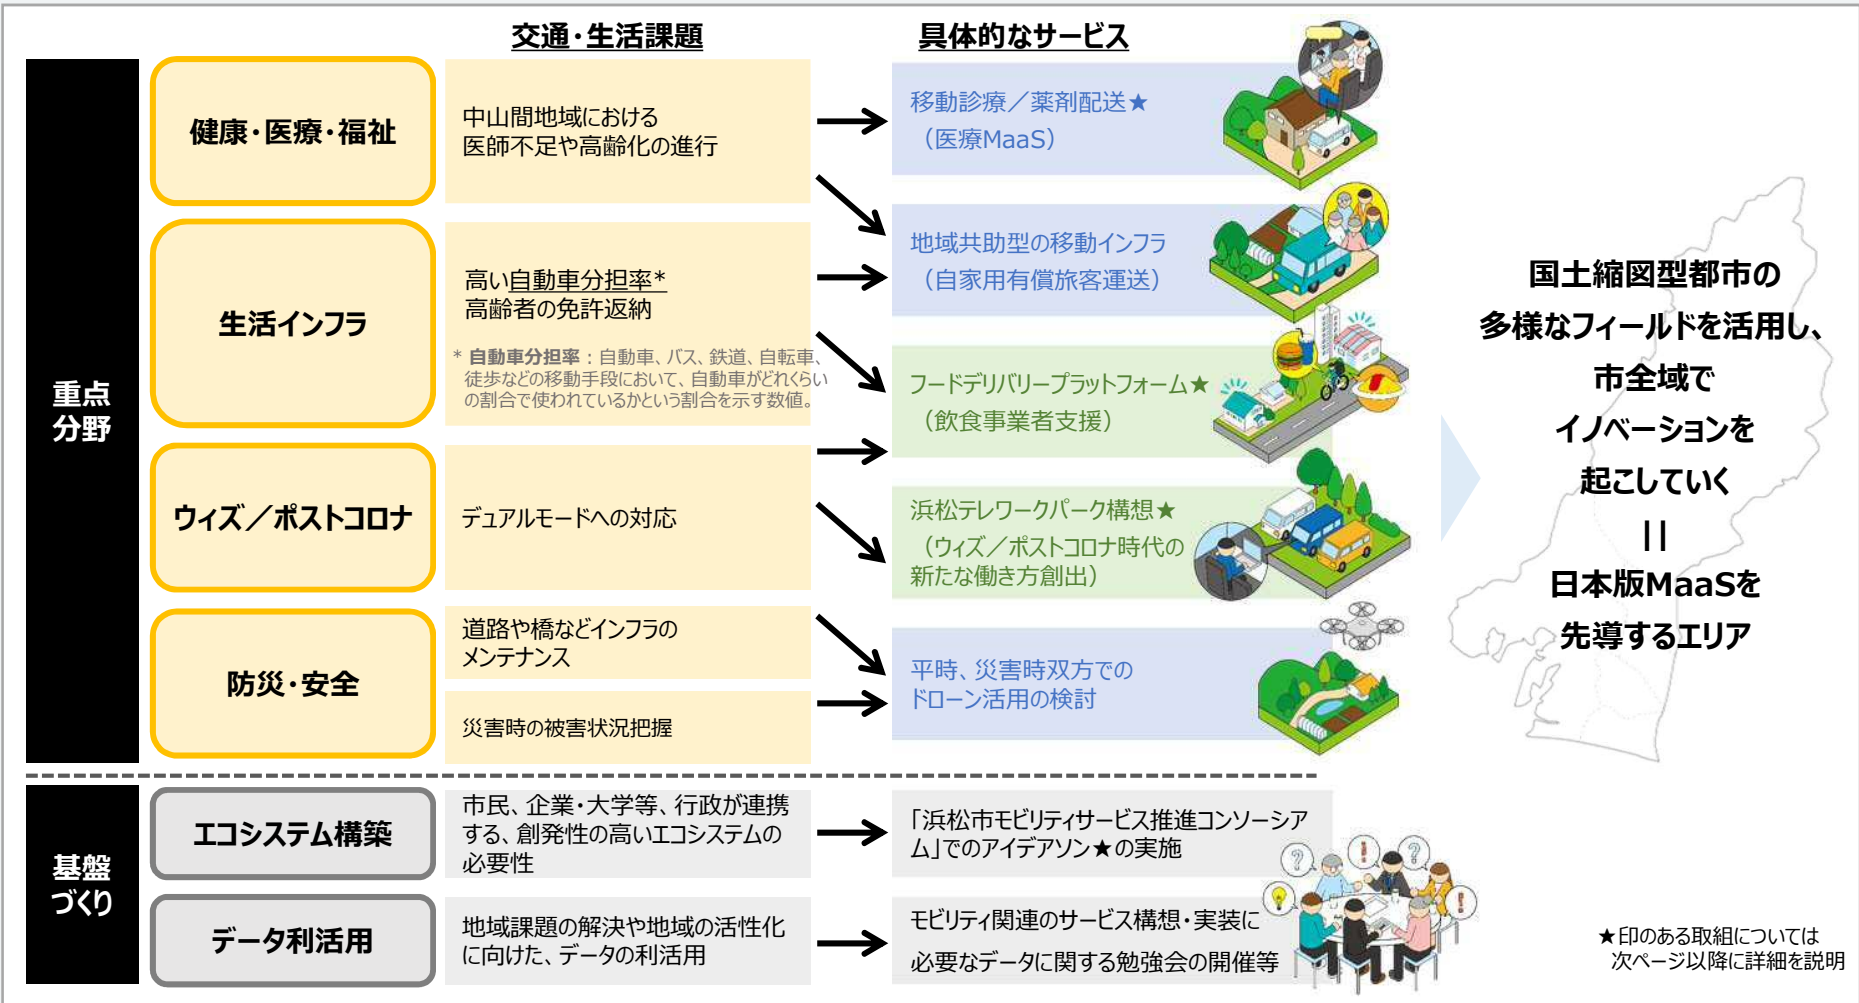 交通・生活課題
具体的なサービス
重点
分野
健康・医療・福祉
中山間地域における
医師不足や高齢化の進行
移動診療／薬剤配送★
（医療MaaS）
生活インフラ
高い自動車分担率*
高齢者の免許返納
* 自動車分担率：自動車、バス、鉄道、自転車、
徒歩などの移動手段において、自動車がどれくらい
の割合で使われているかという割合を示す数値。
地域共助型の移動インフラ
（自家用有償旅客運送）
フードデリバリープラットフォーム★
（飲食事業者支援）
ウィズ／ポストコロナ
デュアルモードへの対応
浜松テレワークパーク構想★
（ウィズ／ポストコロナ時代の
新たな働き方創出）
防災・安全
道路や橋などインフラの
メンテナンス
災害時の被害状況把握
平時、災害時双方での
ドローン活用の検討
国土縮図型都市の
多様なフィールドを活用し、
市全域で
イノベーションを
起こしていく
＝
日本版MaaSを
先導するエリア
基盤
づくり
エコシステム構築
市民、企業・大学等、行政が連携
する、創発性の高いエコシステムの
必要性
「浜松市モビリティサービス推進コンソーシア
ム」でのアイデアソン★の実施
データ利活用
地域課題の解決や地域の活性化
に向けた、データの利活用
モビリティ関連のサービス構想・実装に
必要なデータに関する勉強会の開催等
★印のある取組については
次ページ以降に詳細を説明